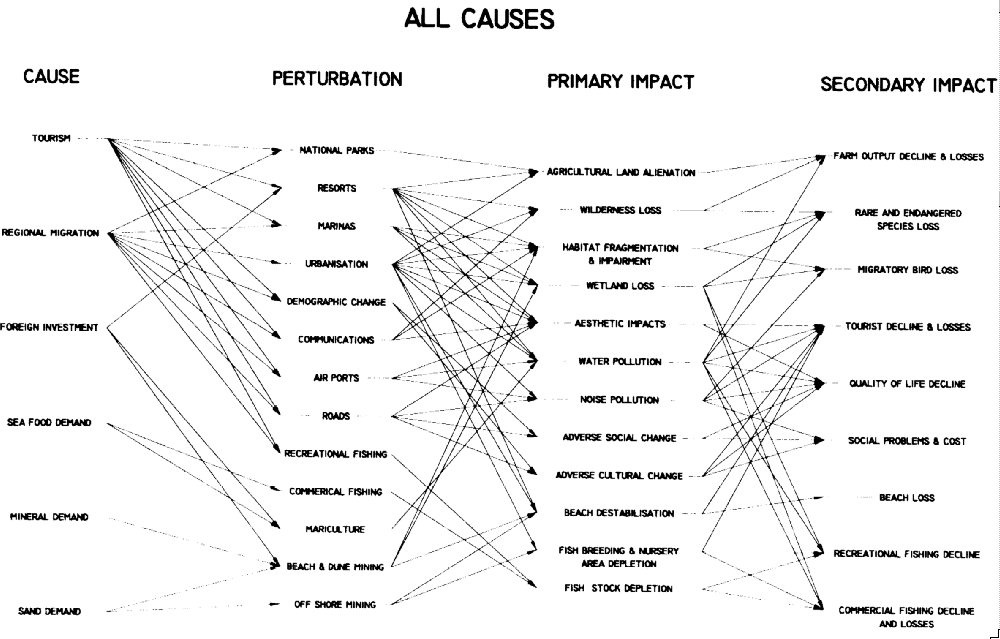 ALL CAUSES
CAUSE
PERTURBATION
PRIMARY IMPACT
SECONDARY IMPACT
TOURISM
REGIONAL MIGRATION
FOREIGN INVESTMENT
SEA FOOD DEMAND
MINERAL DEMAND
SAND DEMAND
NATIONAL PARKS
RESORTS
MARINAS
URBANISATION
DEMOGRAPHIC CHANGE
COMMUNICATIONS
AIR PORTS
ROADS
RECREATIONAL FISHING
COMMERICAL FISHING
MARICULTURE
BEACH & DUNE MINING
OFF SHORE MINING
AGRICULTURAL LAND ALIENATION
WILDERNESS LOSS
HABITAT FRAGMENTATION
& IMPAIRMENT
WETLAND LOSS
AESTHETIC IMPACTS
WATER POLLUTION
NOISE POLLUTION
ADVERSE SOCIAL CHANGE
ADVERSE CULTURAL CHANGE
BEACH DESTABILISATION
FISH BREEDING & NURSERY
AREA DEPLETION
FISH STOCK DEPLETION
FARM OUTPUT DECLINE & LOSSES
RARE AND ENDANGERED
SPECIES LOSS
MIGRATORY BIRD LOSS
TOURIST DECLINE & LOSSES
QUALITY OF LIFE DECLINE
SOCIAL PROBLEMS & COST
BEACH LOSS
RECREATIONAL FISHING DECLINE
COMMERCIAL FISHING DECLINE
AND LOSSES